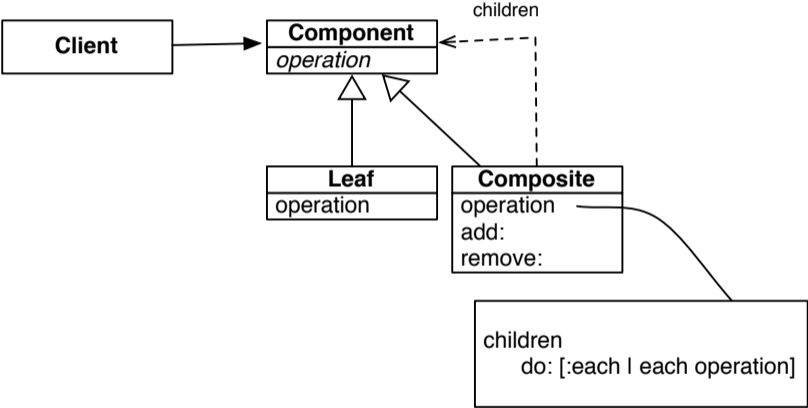 children
Client
Component
operation
Leaf
operation
Composite
operation
add:
remove:
children
do: [:each | each operation]